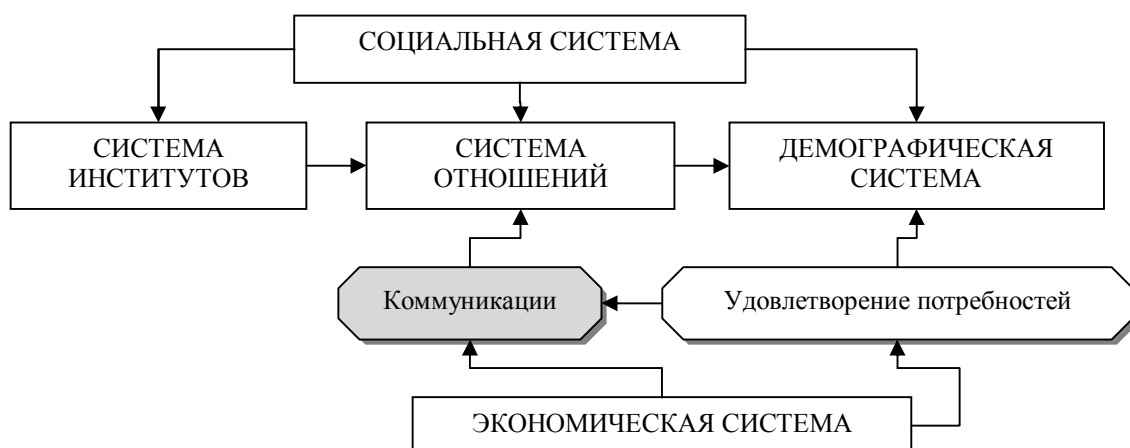 СОЦИАЛЬНАЯ СИСТЕМА
СИСТЕМА
ИНСТИТУТОВ
СИСТЕМА
ОТНОШЕНИЙ
ДЕМОГРАФИЧЕСКАЯ
СИСТЕМА
Коммуникации
Удовлетворение потребностей
ЭКОНОМИЧЕСКАЯ СИСТЕМА